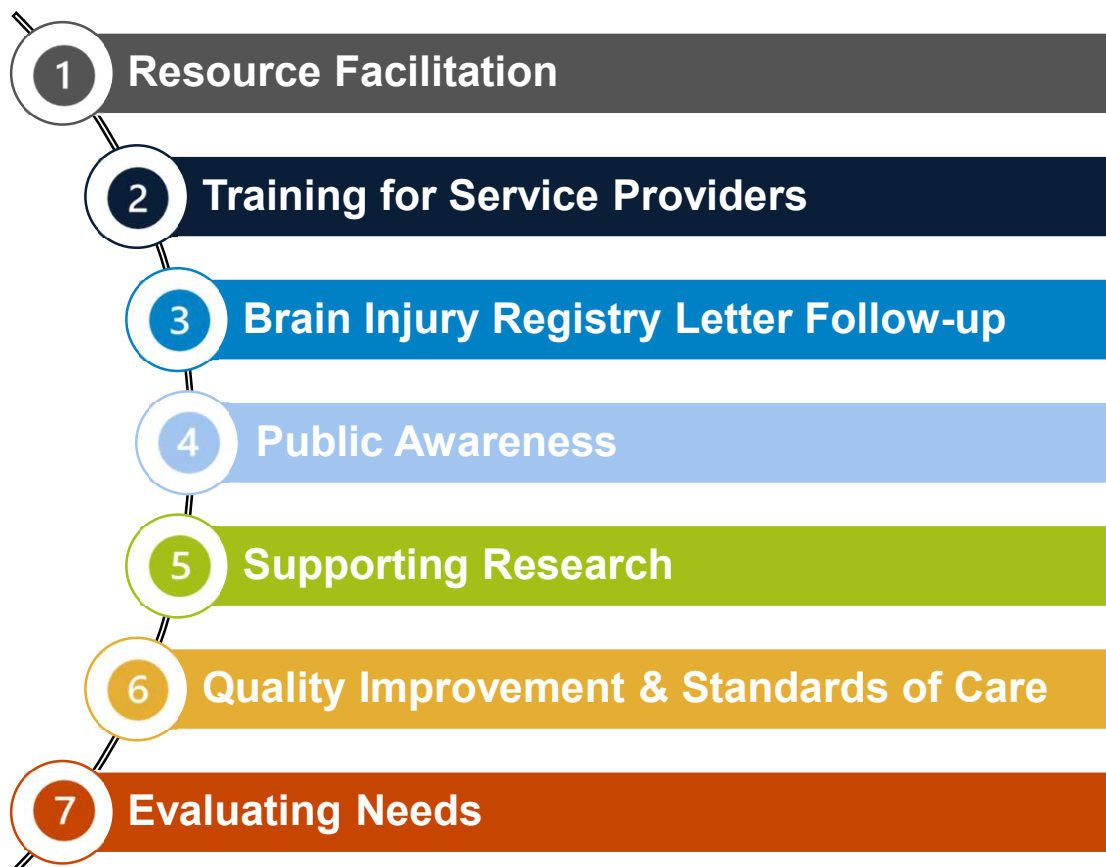 1 Resource Facilitation
2 Training for Service Providers
3 Brain Injury Registry Letter Follow-up
4 Public Awareness
5 Supporting Research
6 Quality Improvement & Standards of Care
7 Evaluating Needs